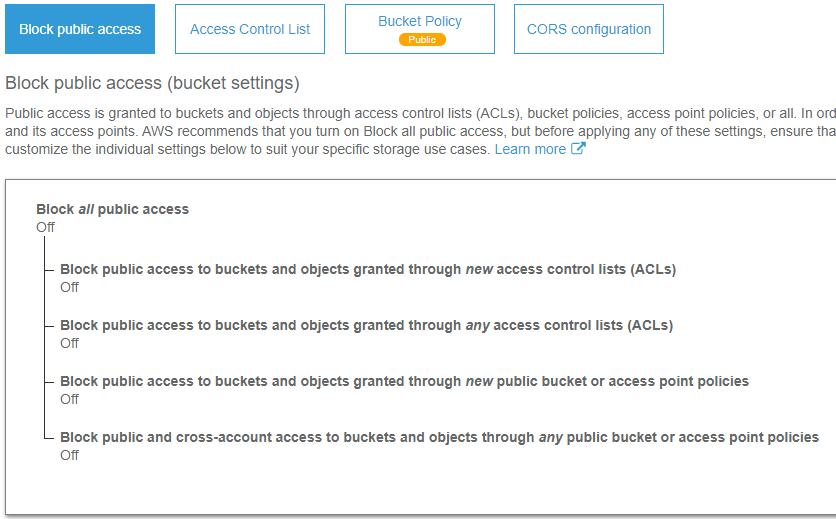 Block public access
Access Control List
Bucket Policy
Public
CORS configuration
Block public access (bucket settings)
Public access is granted to buckets and objects through access control lists (ACLs), bucket policies, access point policies, or all. In ord
and its access points. AWS recommends that you turn on Block all public access, but before applying any of these settings, ensure tha
customize the individual settings below to suit your specific storage use cases. Learn more
Block all public access
Off
Block public access to buckets and objects granted through new access control lists (ACLs)
Off
Block public access to buckets and objects granted through any access control lists (ACLs)
Off
Block public access to buckets and objects granted through new public bucket or access point policies
Off
Block public and cross-account access to buckets and objects through any public bucket or access point policies
Off